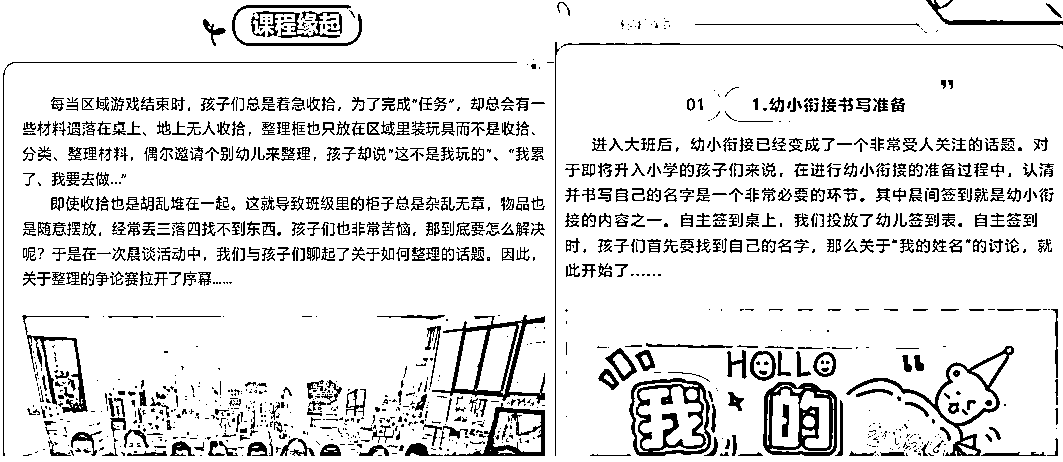 课程缘起
每当区域游戏结束时，孩子们总是着急收拾，为了完成"任务"，却总会有一
些材料遗落在桌上、地上无人收拾，整理框也只放在区域里装玩具而不是收拾、
分类、整理材料，偶尔邀请个别幼儿来整理，孩子却说"这不是我玩的"、"我累
了、我要去做..."
即使收拾也是胡乱堆在一起。这就导致班级里的柜子总是杂乱无章，物品也
是随意摆放，经常丢三落四找不到东西。孩子们也非常苦恼，那到底要怎么解决
呢？于是在一次晨谈活动中，我们与孩子们聊起了关于如何整理的话题。因此，
关于整理的争论赛拉开了序幕......
01 1.幼小衔接书写准备
进入大班后，幼小衔接已经变成了一个非常受人关注的话题。对
于即将升入小学的孩子们来说，在进行幼小衔接的准备过程中，认清
并书写自己的名字是一个非常必要的环节。其中晨间签到就是幼小衔
接的内容之一。自主签到桌上，我们投放了幼儿签到表。自主签到
时，孩子们首先要找到自己的名字，那么关于"我的姓名"的讨论，就
此开始了......
HOLLO
我的